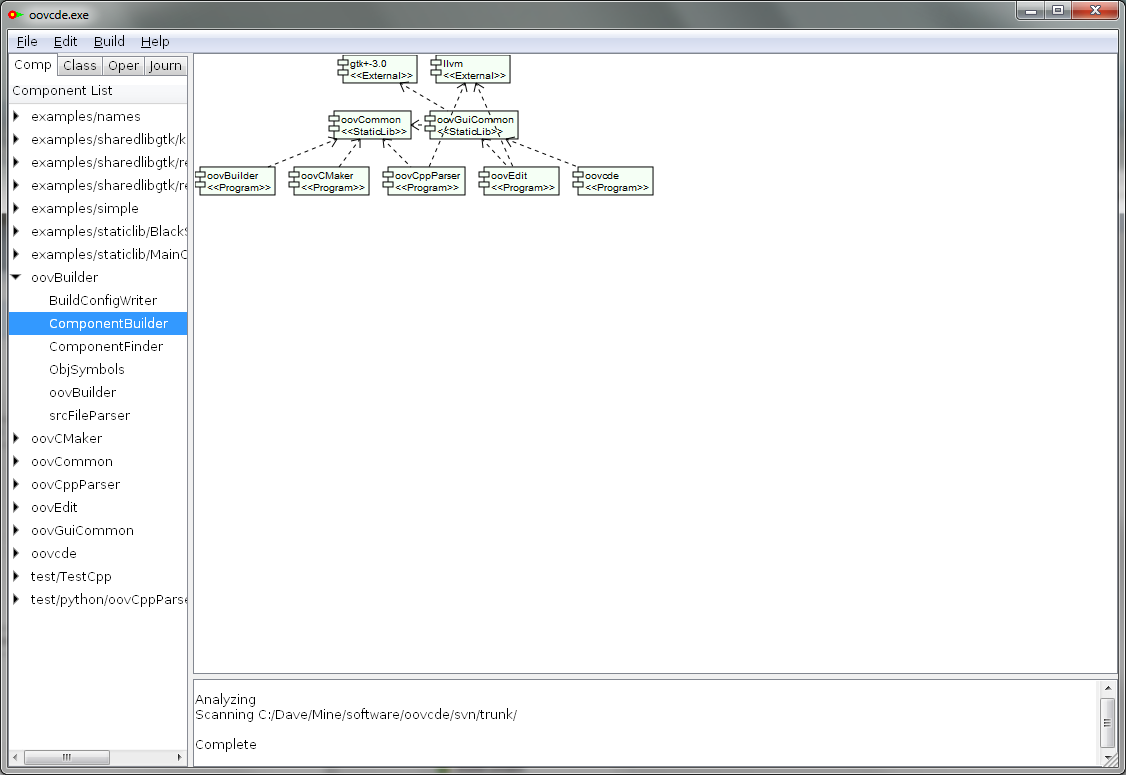 oovcde.exe
File Edit Build Help
Comp Class Oper Journ
Component List
examples/names
examples/sharedlibgtk/k
examples/sharedlibgtk/re
examples/sharedlibgtk/re
examples/simple
examples/staticlib/BlackS
examples/staticlib/MainC
oovBuilder
BuildConfigWriter
ComponentBuilder
ComponentFinder
ObjSymbols
oovBuilder
srcFileParser
oovCMaker
oovCommon
oovCppParser
oovEdit
oovGuiCommon
oovcde
test/TestCpp
test/python/oovCppParse
gtk+-3.0
<<External>>
llvm
<<External>>
oovCommon
<<StaticLib>>
oovGuiCommon
<<StaticLib>>
oovBuilder
<<Program>>
oovCMaker
<<Program>>
oovCppParser
<<Program>>
oovEdit
<<Program>>
oovcde
<<Program>>
Analyzing
Scanning C:/Dave/Mine/software/oovcde/svn/trunk/
Complete